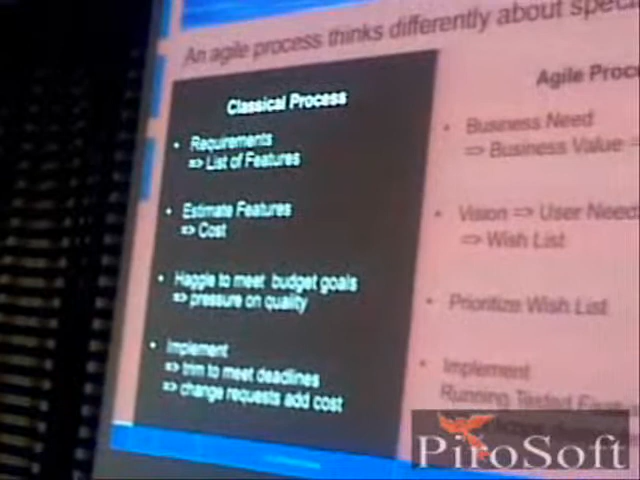 An agile process thinks differently about
Classical Process
• Requirements
=> List of Features
• Estimate Features
=> Cost
• Haggle to meet budget goals
=> pressure on quality
• Implement
=> trim to meet deadlines
=> change requests add cost
Agile
• Business Need
=> Business Value =
• Vision => User Need
=> Wish List
• Prioritize Wish List
• Implement
Running Tested
PiroSoft